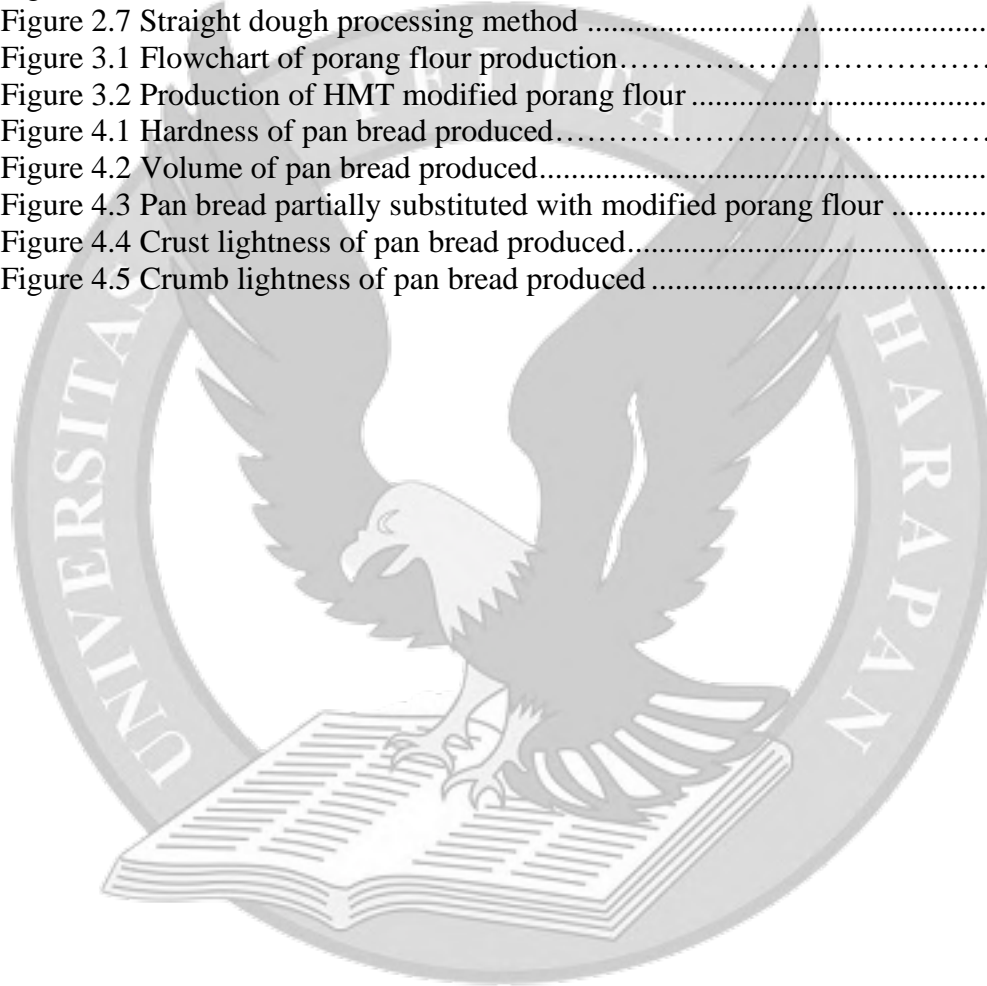 Figure 2.7 Straight dough processing method ..................................................
Figure 3.1 Flowchart of porang flour production……………………………
Figure 3.2 Production of HMT modified porang flour ......................................
Figure 4.1 Hardness of pan bread produced…………………………………
Figure 4.2 Volume of pan bread produced.........................................................
Figure 4.3 Pan bread partially substituted with modified porang flour ............
Figure 4.4 Crust lightness of pan bread produced..............................................
Figure 4.5 Crumb lightness of pan bread produced ...........................................
UNIVERSITAS PELITA HARAPAN